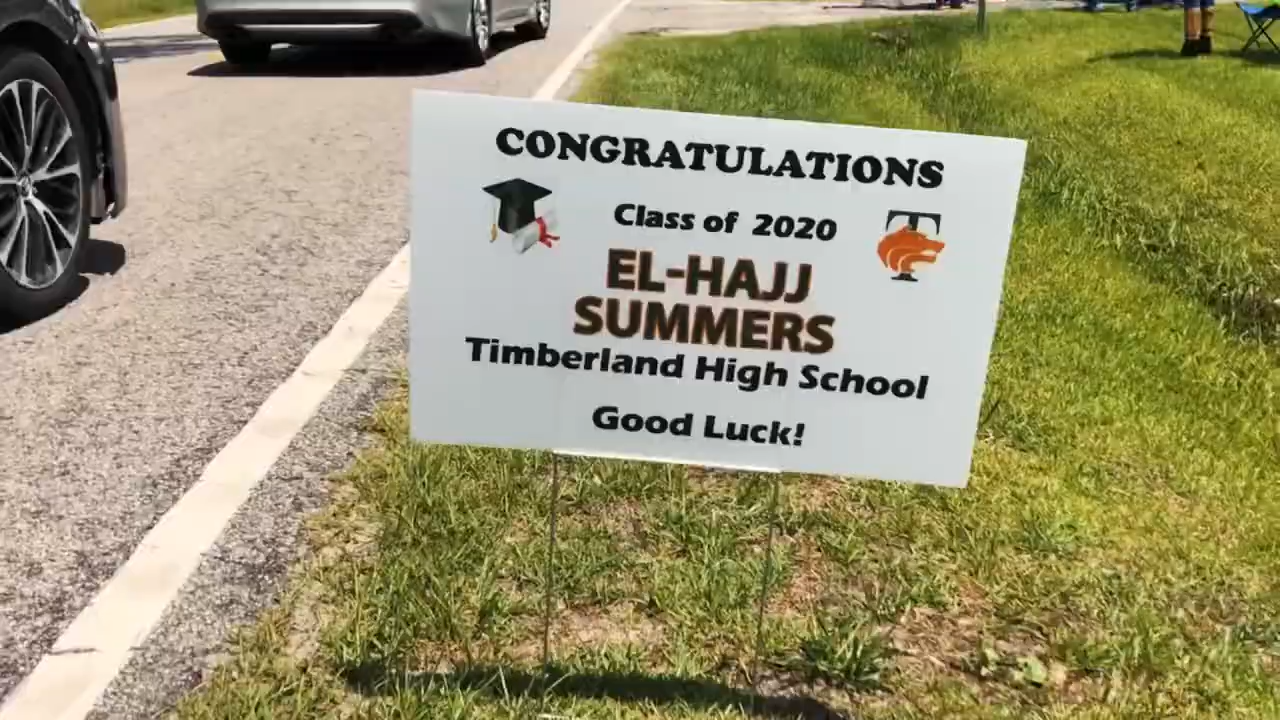 CONGRATULATIONS
Class of 2020
T
EL-HAJJ
SUMMERS
Timberland High School
Good Luck!